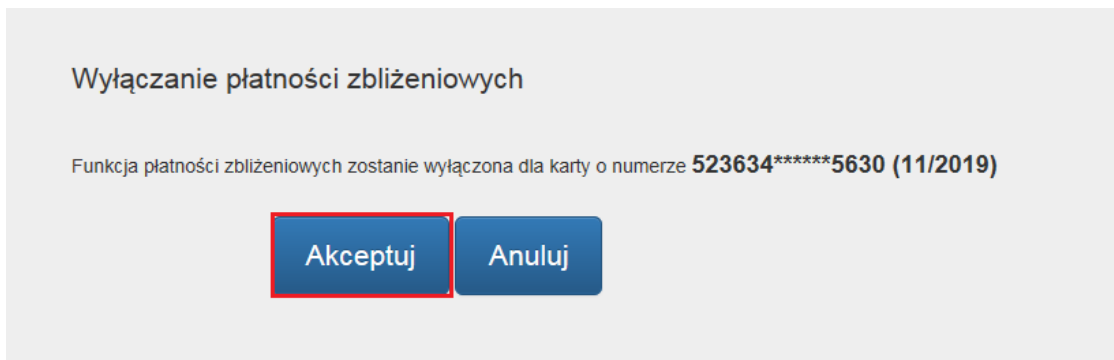 Wyłączanie płatności zbliżeniowych
Funkcja płatności zbliżeniowych zostanie wyłączona dla karty o numerze 523634******5630 (11/2019)
Akceptuj Anuluj